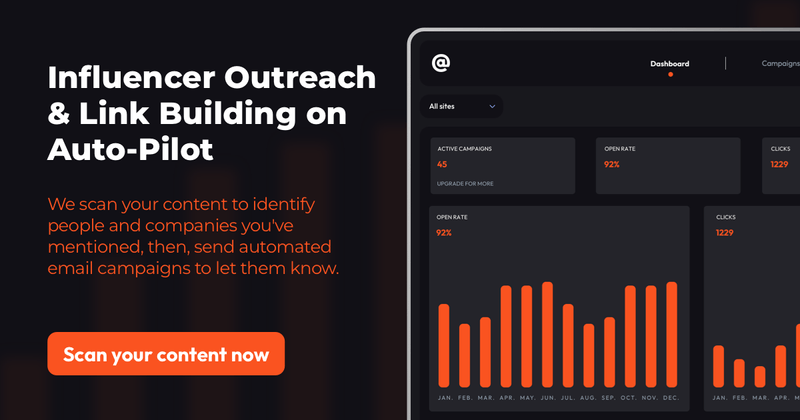 Influencer Outreach
& Link Building on
Auto-Pilot
We scan your content to identify
people and companies you've
mentioned, then, send automated
email campaigns to let them know.
Scan your content now
@
Dashboard
Campaigns
All sites
ACTIVE CAMPAIGNS
45
UPGRADE FOR MORE
OPEN RATE
92%
CLICKS
1229
OPEN RATE
92%
JAN. FEB. MAR. APR. MAY. JUN. JUL. AUG. SEP. OCT. NOV. DEC.
CLICKS
1229
JAN. FEB. MAR. APR.